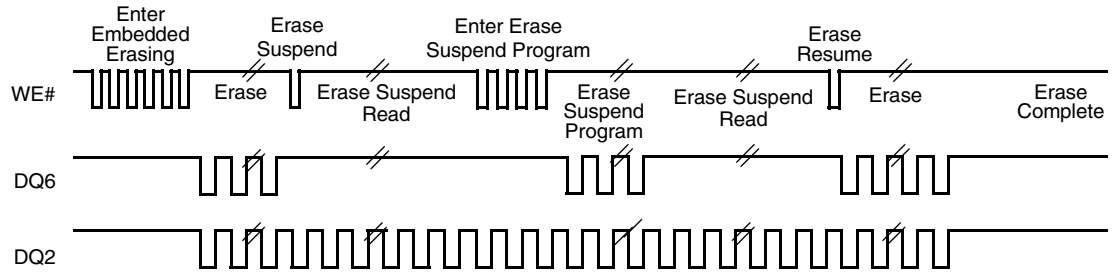 Enter
Embedded
Erasing
Erase
Suspend
Enter Erase
Suspend Program
Erase
Resume
WE#
Erase
Erase Suspend
Read
Erase
Suspend
Program
Erase Suspend
Read
Erase
Erase
Complete
DQ6
DQ2